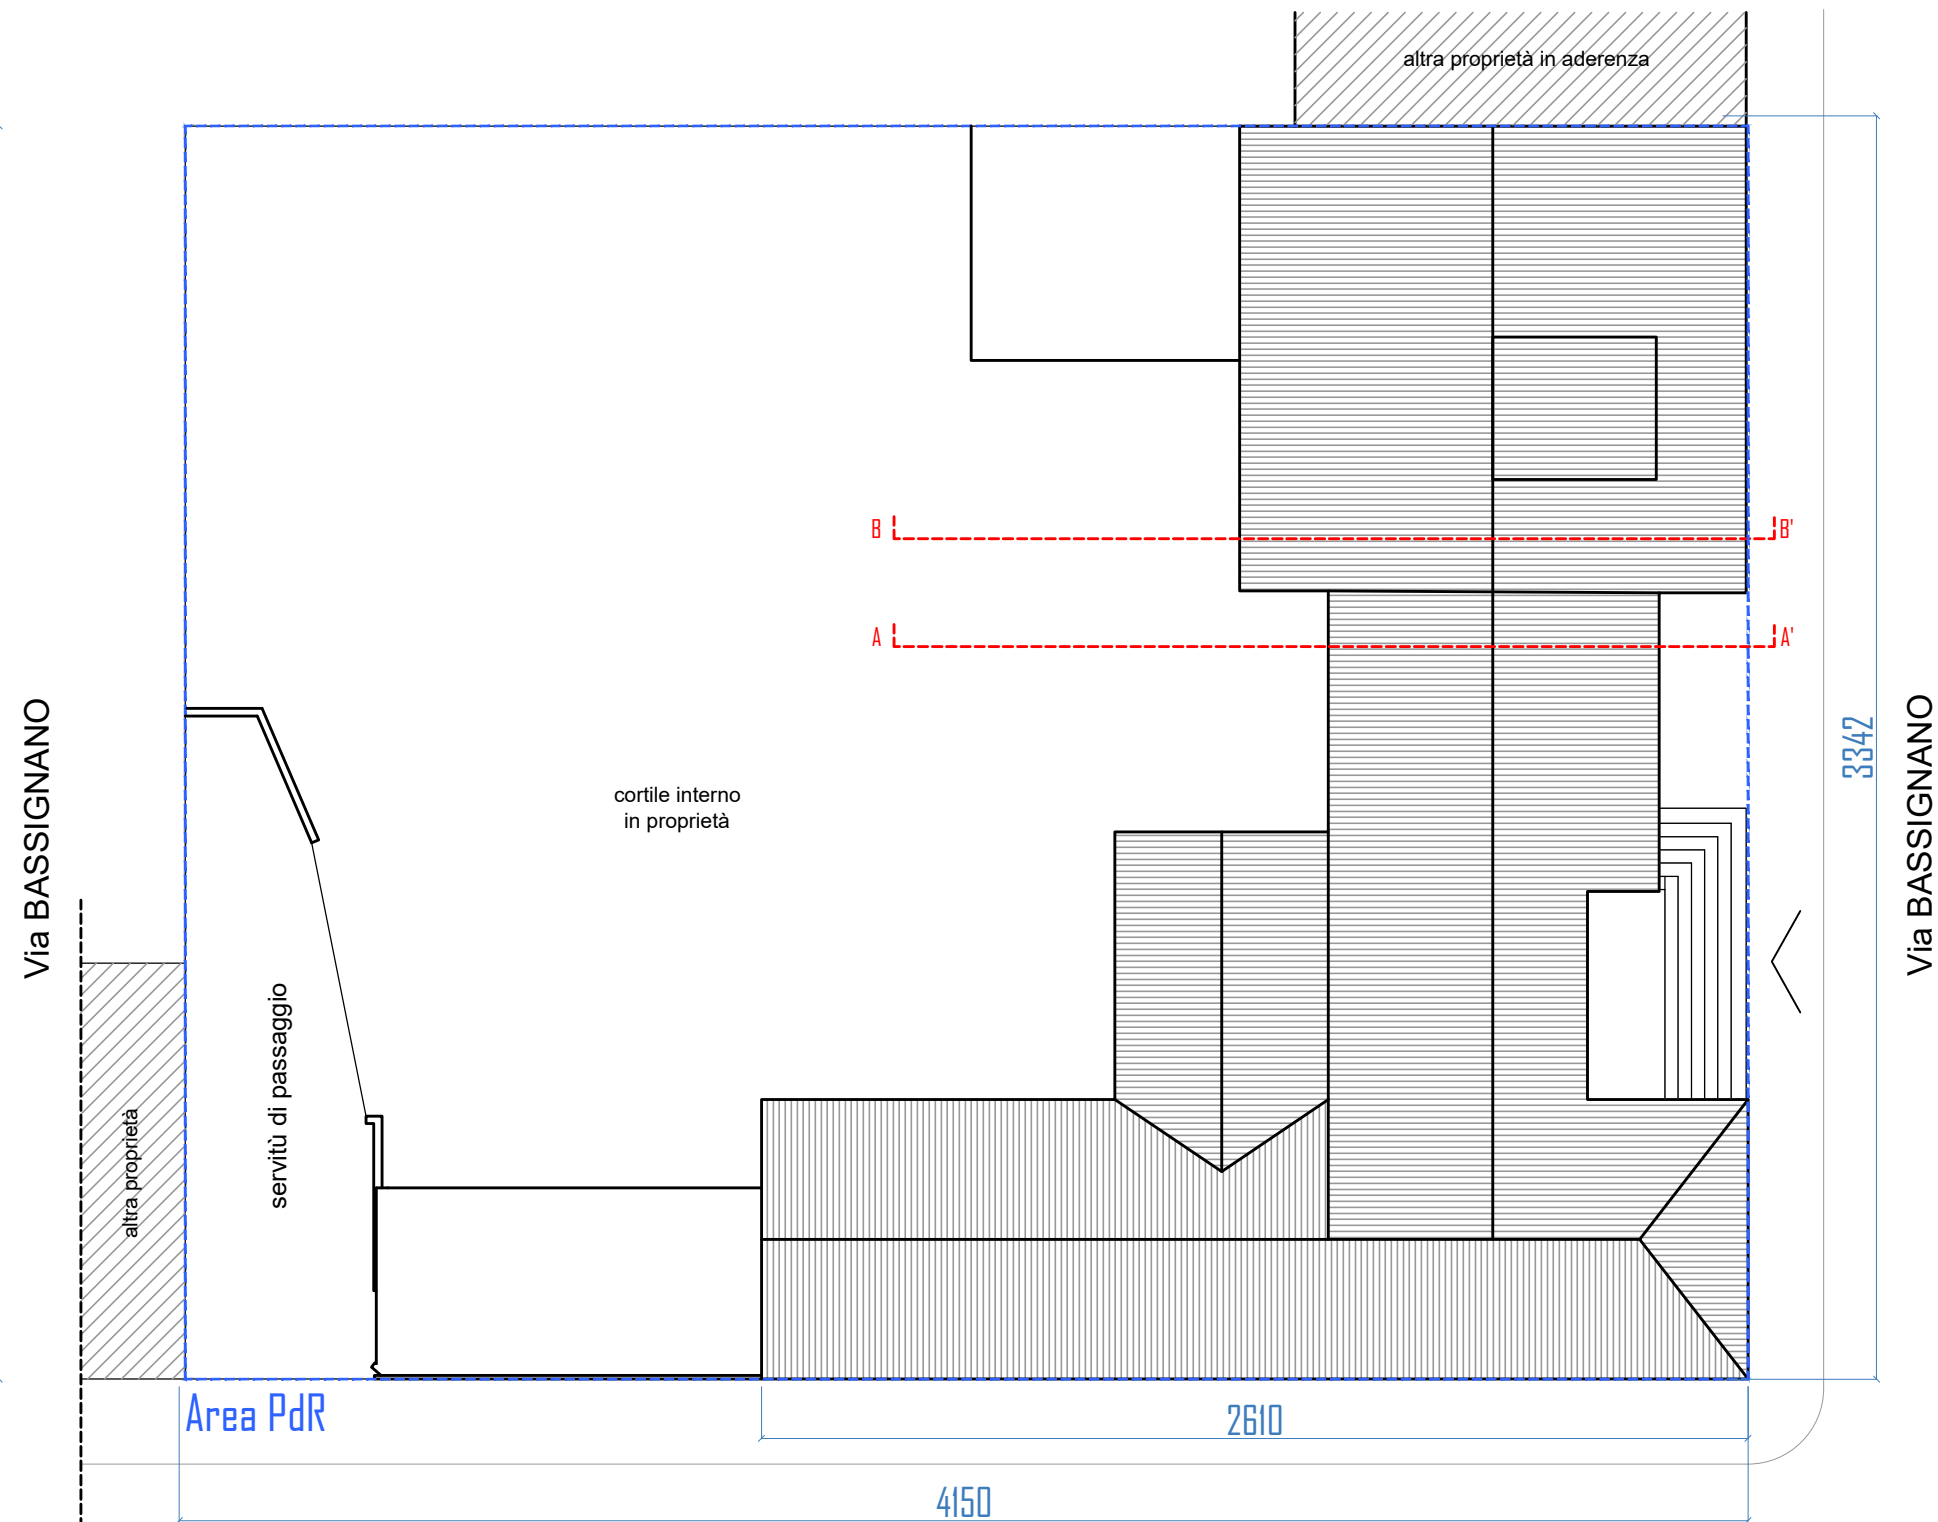 altra proprietà in aderenza
B
B'
A
A'
Via BASSIGNANO
3342
Via BASSIGNANO
cortile interno
in proprietà
servitù di passaggio
altra proprietà
Area PdR
2610
4150